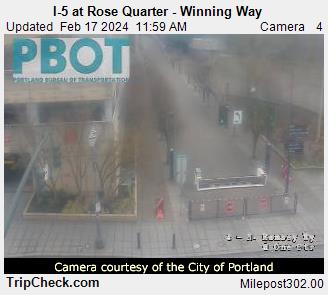 I-5 at Rose Quarter - Winning Way
Updated Feb 17 2024 11:59 AM Camera 4
PBOT
PORTLAND BUREAU OF TRANSPORTATION
Camera courtesy of the City of Portland
TripCheck.com Milepost302.00